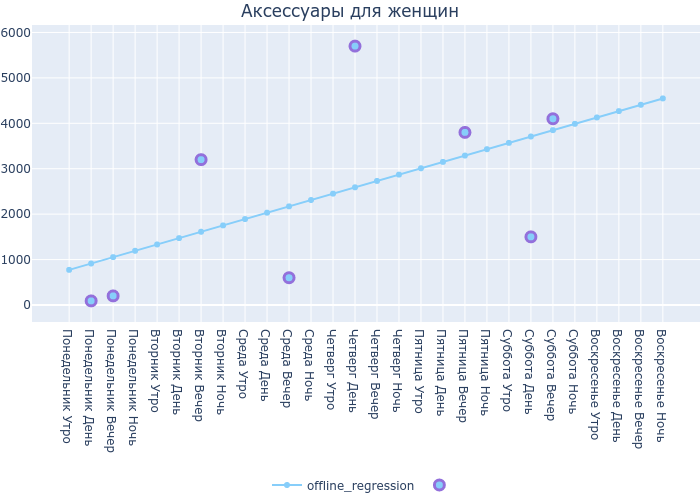 Аксессуары для женщин
6000
5000
4000
3000
2000
1000
0
Понедельник Утро
Понедельник День
Понедельник Вечер
Понедельник Ночь
Вторник Утро
Вторник День
Вторник Вечер
Вторник Ночь
Среда Утро
Среда День
Среда Вечер
Среда Ночь
Четверг Утро
Четверг День
Четверг Вечер
Четверг Ночь
Пятница Утро
Пятница День
Пятница Вечер
Пятница Ночь
Суббота Утро
Суббота День
Суббота Вечер
Суббота Ночь
Воскресенье Утро
Воскресенье День
Воскресенье Вечер
Воскресенье Ночь
offline_regression